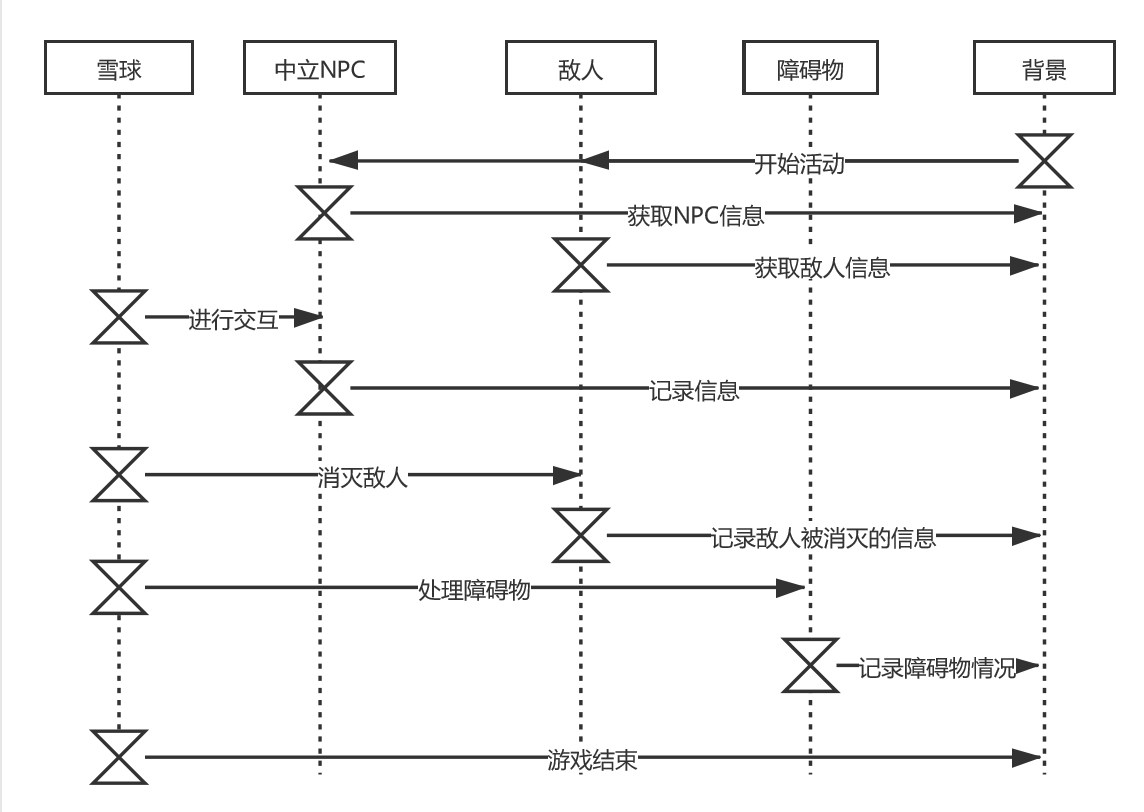 雪球
中立NPC
敌人
障碍物
背景
开始活动
获取NPC信息
获取敌人信息
进行交互
记录信息
消灭敌人
记录敌人被消灭的信息
处理障碍物
记录障碍物情况
游戏结束